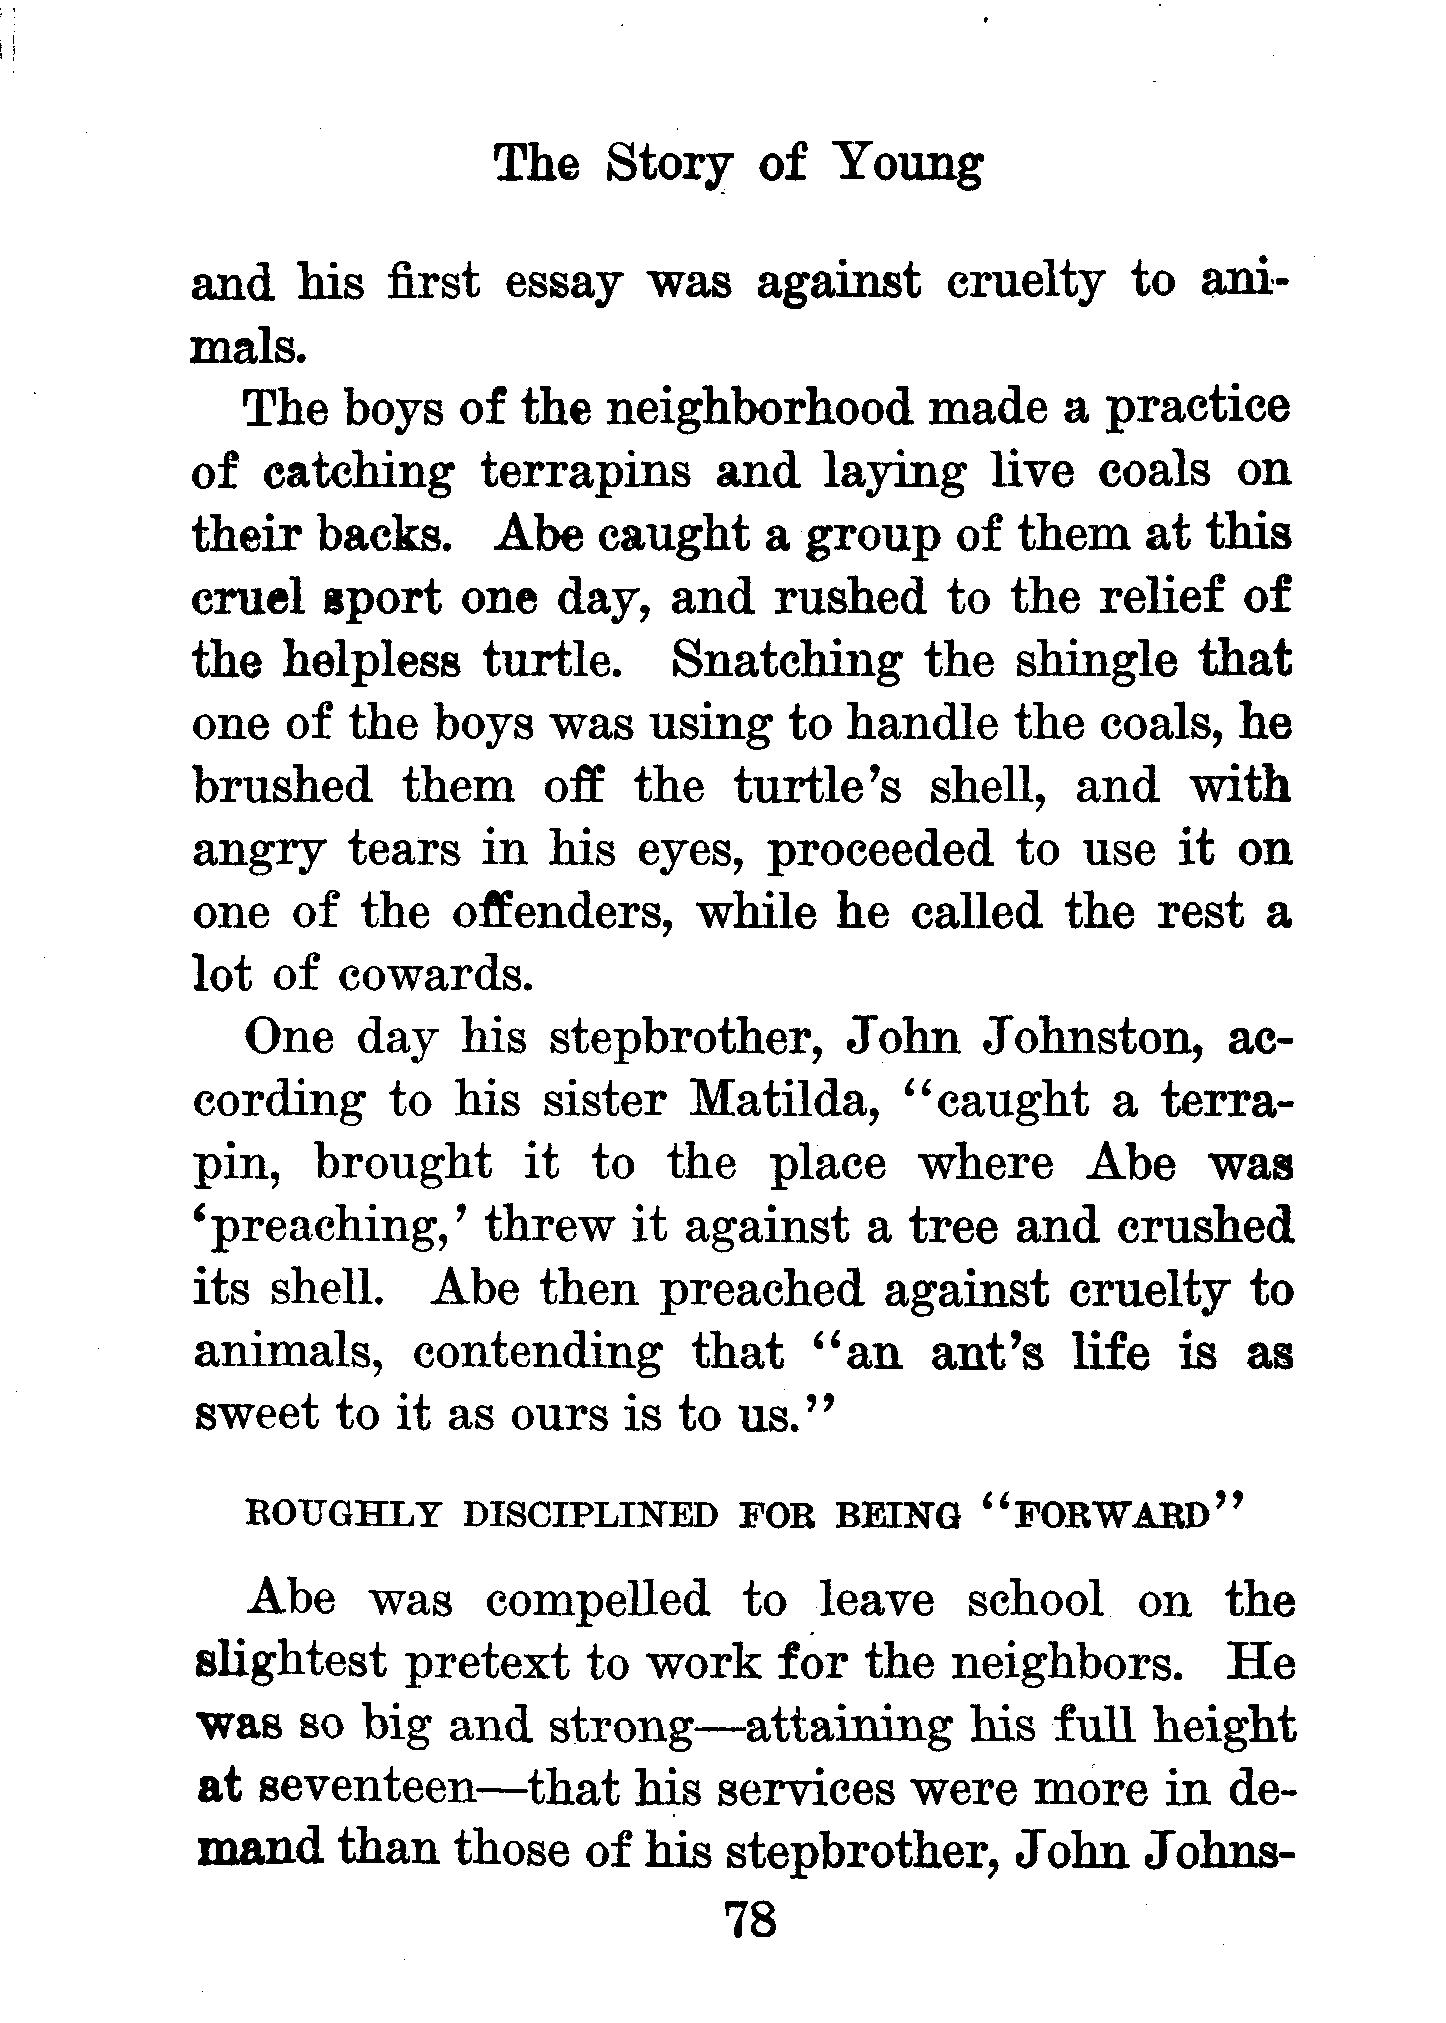 The Story of Young
and his first essay was against cruelty to ani-
mals.
The boys of the neighborhood made a practice
of catching terrapins and laying live coals on
their backs. Abe caught a group of them at this
cruel sport one day, and rushed to the relief of
the helpless turtle. Snatching the shingle that
one of the boys was using to handle the coals, he
brushed them off the turtle's shell, and with
angry tears in his eyes, proceeded to use it on
one of the offenders, while he called the rest a
lot of cowards.
One day his stepbrother, John Johnston, ac-
cording to his sister Matilda, "caught a terra-
pin, brought it to the place where Abe was
'preaching,' threw it against a tree and crushed
its shell. Abe then preached against cruelty to
animals, contending that "an ant's life is as
sweet to it as ours is to us."
ROUGHLY DISCIPLINED FOR BEING "FORWARD"
Abe was compelled to leave school on the
slightest pretext to work for the neighbors. He
was so big and strong—attaining his full height
at seventeen—that his services were more in de-
mand than those of his stepbrother, John Johns-
78